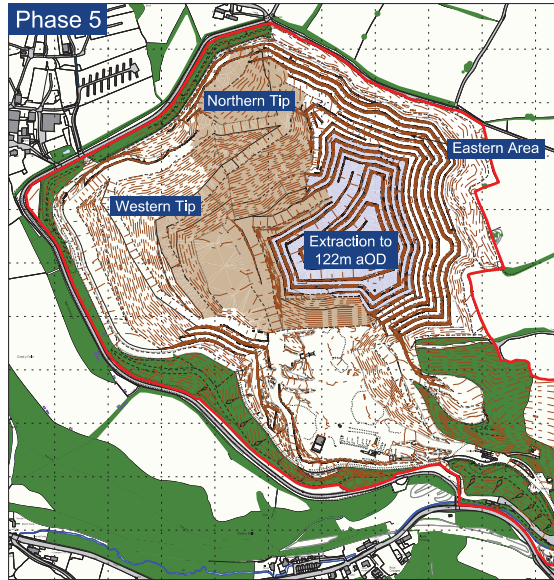 Phase 5
Northern Tip
Eastern Area
Western Tip
Extraction to
122m aOD